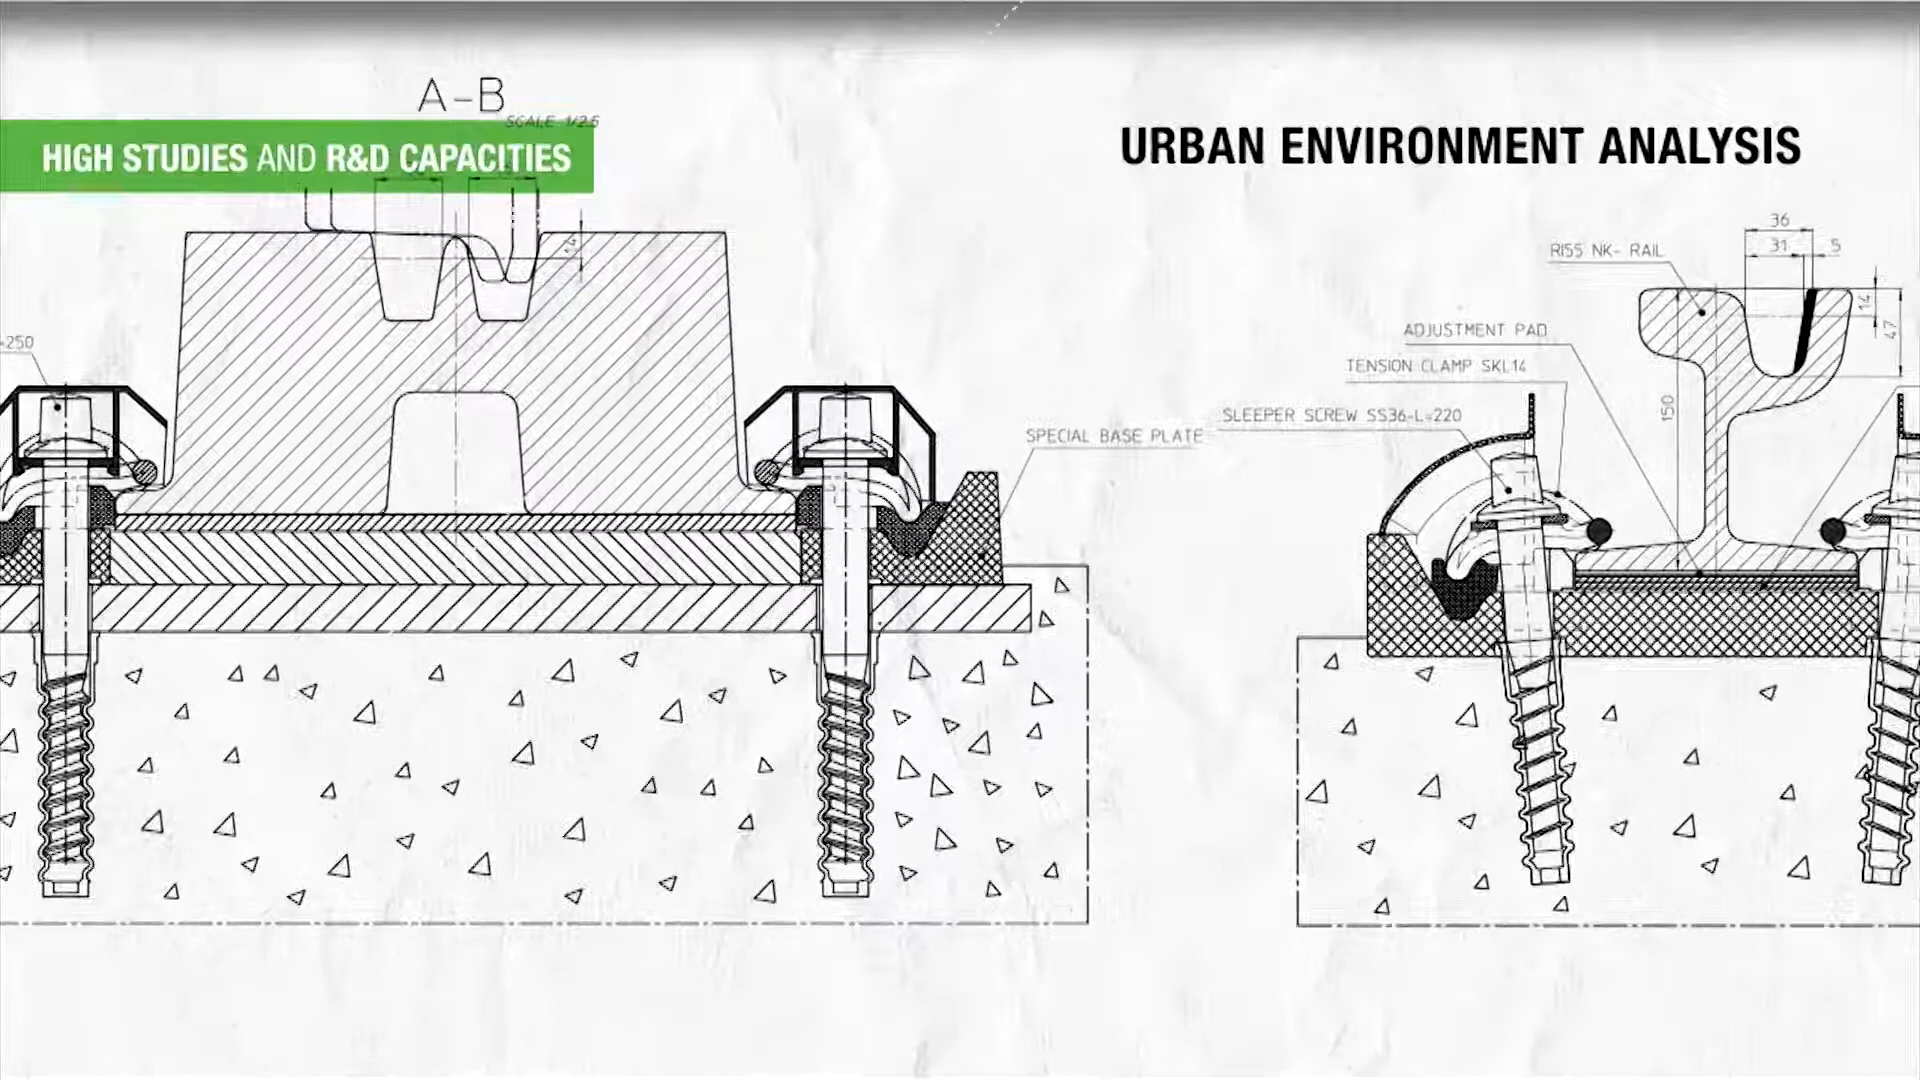 A-B
SCALE 1/2.5
HIGH STUDIES AND R&D CAPACITIES
URBAN ENVIRONMENT ANALYSIS
14
36
31
5
RI55 NK- RAIL
14
47
ADJUSTMENT PAD
TENSION CLAMP SKL14
150
SLEEPER SCREW SS36-L=220
SPECIAL BASE PLATE
=250